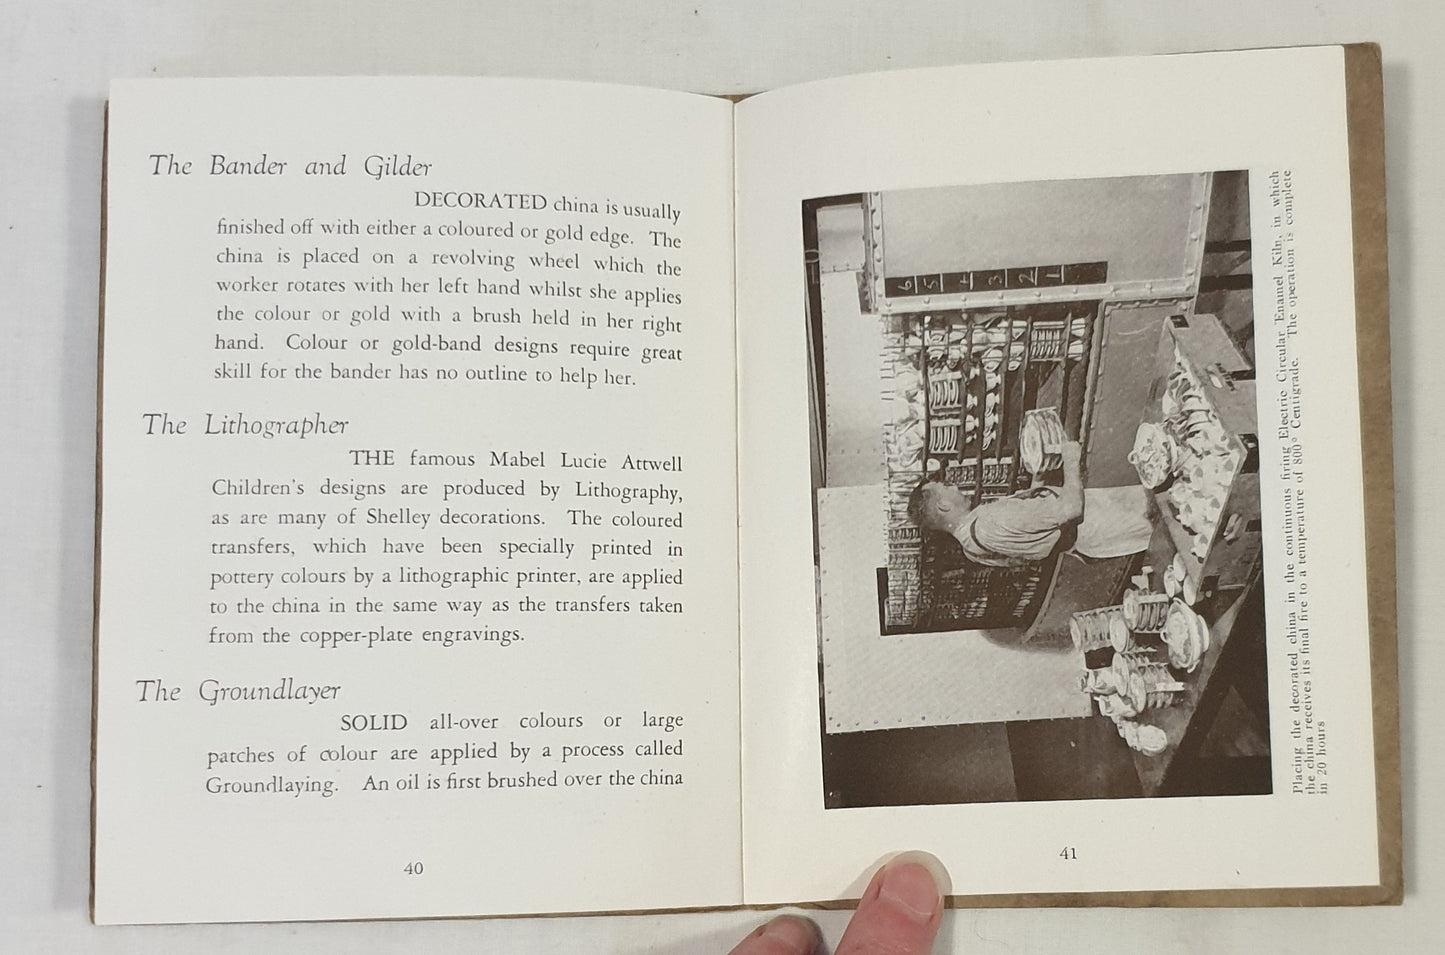 The Bander and Gilder
DECORATED china is usually
finished off with either a coloured or gold edge. The
china is placed on a revolving wheel which the
worker rotates with her left hand whilst she applies
the colour or gold with a brush held in her right
hand. Colour or gold-band designs require great
skill for the bander has no outline to help her.
The Lithographer
THE famous Mabel Lucie Attwell
Children's designs are produced by Lithography,
as are many of Shelley decorations. The coloured
transfers, which have been specially printed in
pottery colours by a lithographic printer, are applied
to the china in the same way as the transfers taken
from the copper-plate engravings.
The Groundlayer
SOLID all-over colours or large
patches of colour are applied by a process called
Groundlaying. An oil is first brushed over the china
40
6
5
4
3
2
1
Placing the decorated china in the continuous firing Electric Circular Enamel Kiln, in which
the china receives its final fire to a temperature of 800° Centigrade. The operation is complete
in 20 hours
41